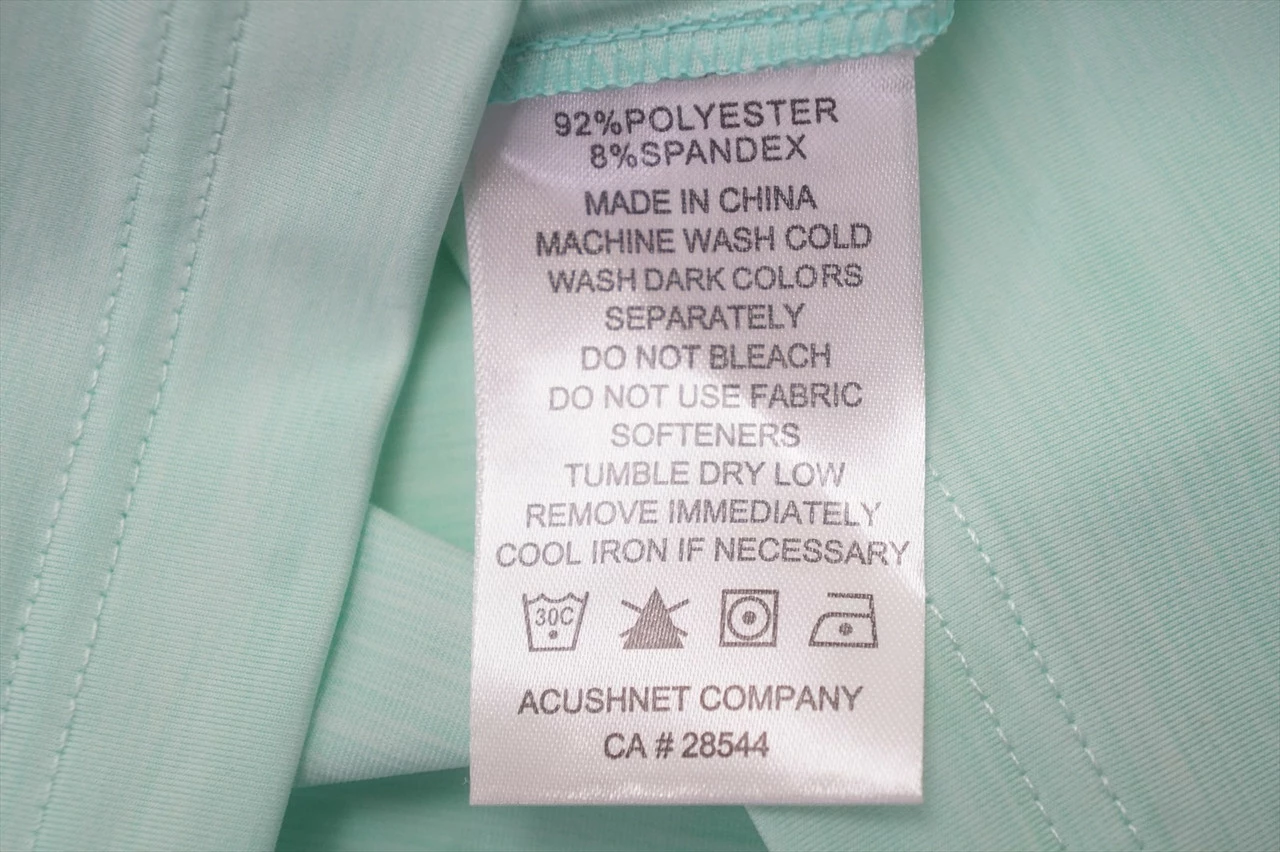 92%POLYESTER
8%SPANDEX
MADE IN CHINA
MACHINE WASH COLD
WASH DARK COLORS
SEPARATELY
DO NOT BLEACH
DO NOT USE FABRIC
SOFTENERS
TUMBLE DRY LOW
REMOVE IMMEDIATELY
COOL IRON IF NECESSARY
30C
ACUSHNET COMPANY
CA # 28544